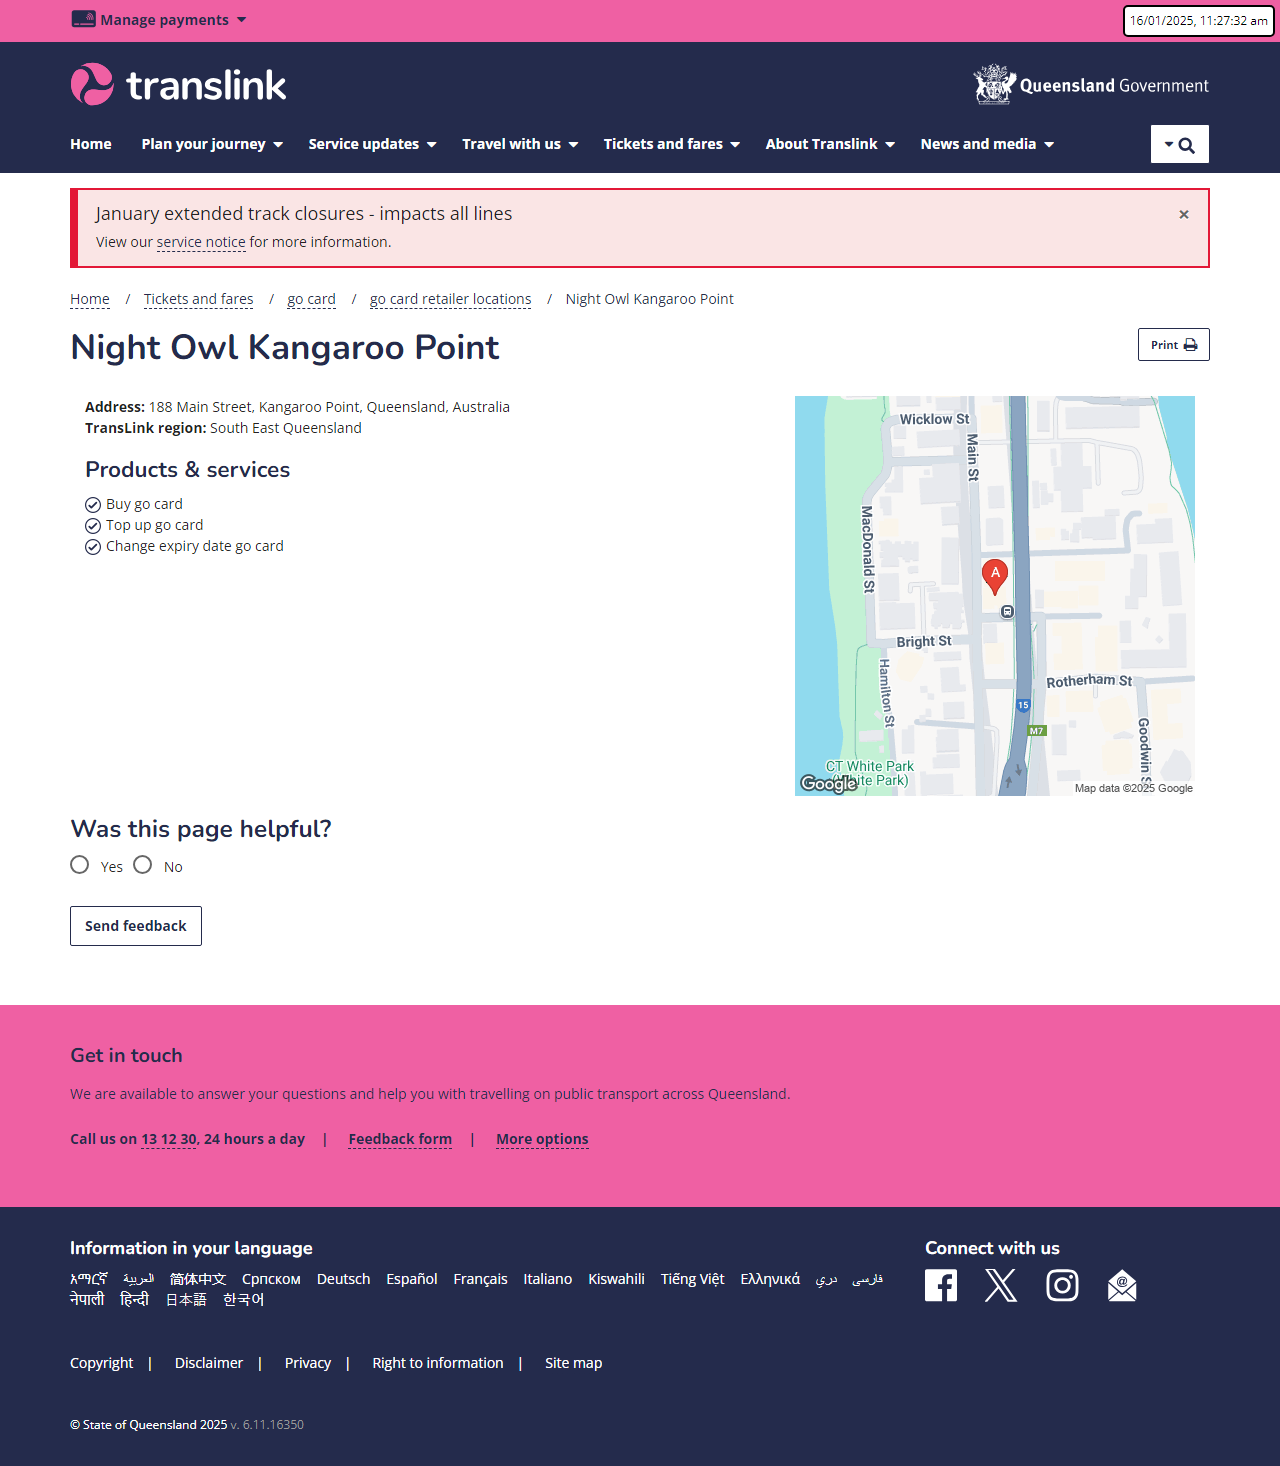 Manage payments
16/01/2025, 11:27:32 am
translink
Queensland Government
Home Plan your journey Service updates Travel with us Tickets and fares About Translink News and media
January extended track closures - impacts all lines
×
View our service notice for more information.
Home / Tickets and fares / go card / go card retailer locations / Night Owl Kangaroo Point
Night Owl Kangaroo Point
Print
Address: 188 Main Street, Kangaroo Point, Queensland, Australia
TransLink region: South East Queensland
Products & services
Buy go card
Top up go card
Change expiry date go card
Wicklow St
Main St
MacDonald St
A
Bright St
Hamilton St
Rotherham St
15
M7
Goodwin S
CT White Park
(White Park)
Google
Map data ©2025 Google
Was this page helpful?
Yes No
Send feedback
Get in touch
We are available to answer your questions and help you with travelling on public transport across Queensland.
Call us on 13 12 30, 24 hours a day | Feedback form | More options
Information in your language
አማርኛ العربية 简体中文 Српском Deutsch Español Français Italiano Kiswahili Tiếng Việt Ελληνικά دري فارسی
नेपाली हिन्दी 日本語 한국어
Connect with us
Copyright | Disclaimer | Privacy | Right to information | Site map
© State of Queensland 2025 v. 6.11.16350